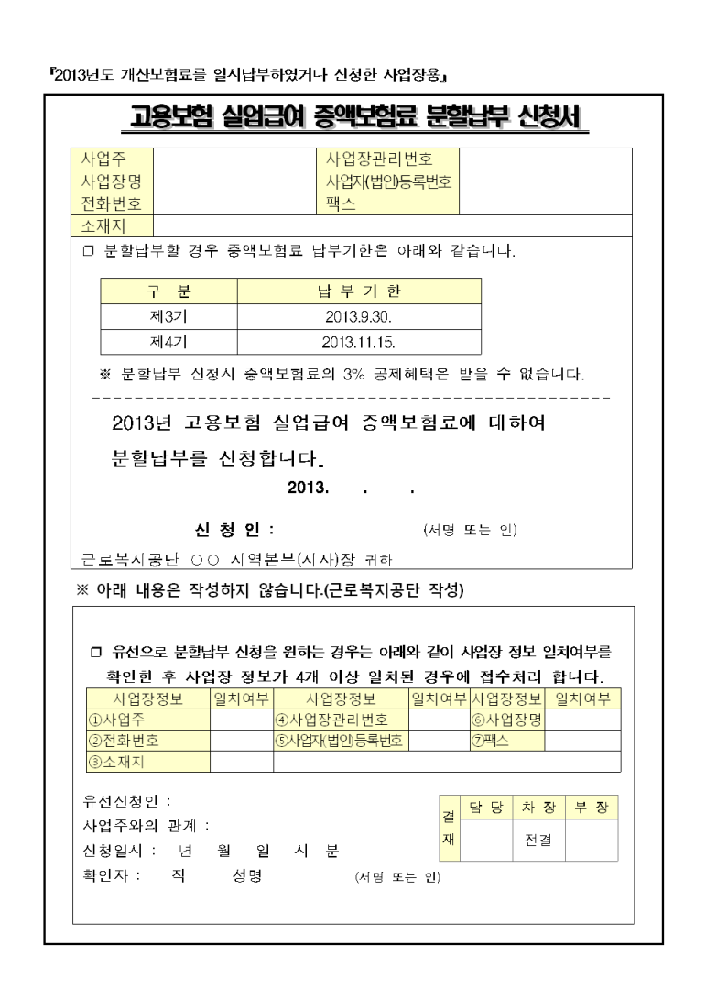 『2013년도 개산보험료를 일시납부하였거나 신청한 사업장용』
고용보험 실업급여 증액보험료 분할납부 신청서
사업주 사업장관리번호
사업장명 사업자(법인)등록번호
전화번호 팩스
소재지
❐ 분할납부할 경우 증액보험료 납부기한은 아래와 같습니다.
구 분 납 부 기 한
제3기 2013.9.30.
제4기 2013.11.15.
※ 분할납부 신청시 증액보험료의 3% 공제혜택은 받을 수 없습니다.
2013년 고용보험 실업급여 증액보험료에 대하여
분할납부를 신청합니다.
2013. . .
신 청 인 : (서명 또는 인)
근로복지공단 ○○ 지역본부(지사)장 귀하
※ 아래 내용은 작성하지 않습니다.(근로복지공단 작성)
❐ 유선으로 분할납부 신청을 원하는 경우는 아래와 같이 사업장 정보 일치여부를
확인한 후 사업장 정보가 4개 이상 일치된 경우에 접수처리 합니다.
사업장정보 일치여부 사업장정보 일치여부 사업장정보 일치여부
①사업주 ④사업장관리번호 ⑥사업장명
②전화번호 ⑤사업자(법인)등록번호 ⑦팩스
③소재지
유선신청인 :
사업주와의 관계 :
신청일시 : 년 월 일 시 분
확인자 : 직 성명 (서명 또는 인)
결재 담 당 차 장 부 장
전결